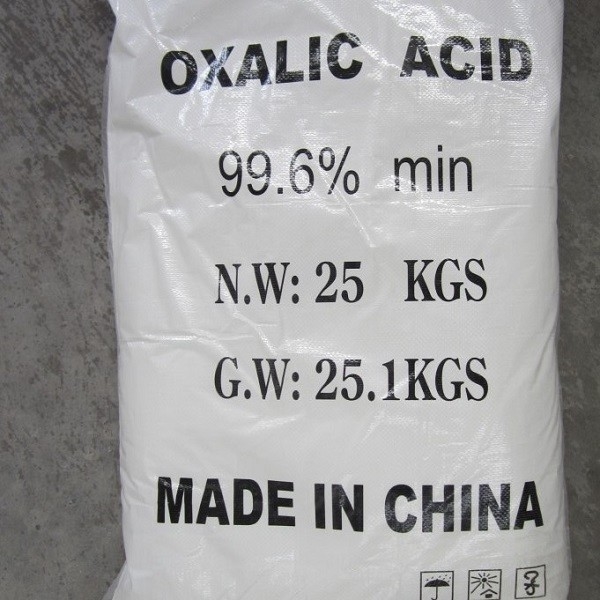 OXALIC ACID
99.6% min
N.W: 25 KGS
G.W: 25.1KGS
MADE IN CHINA